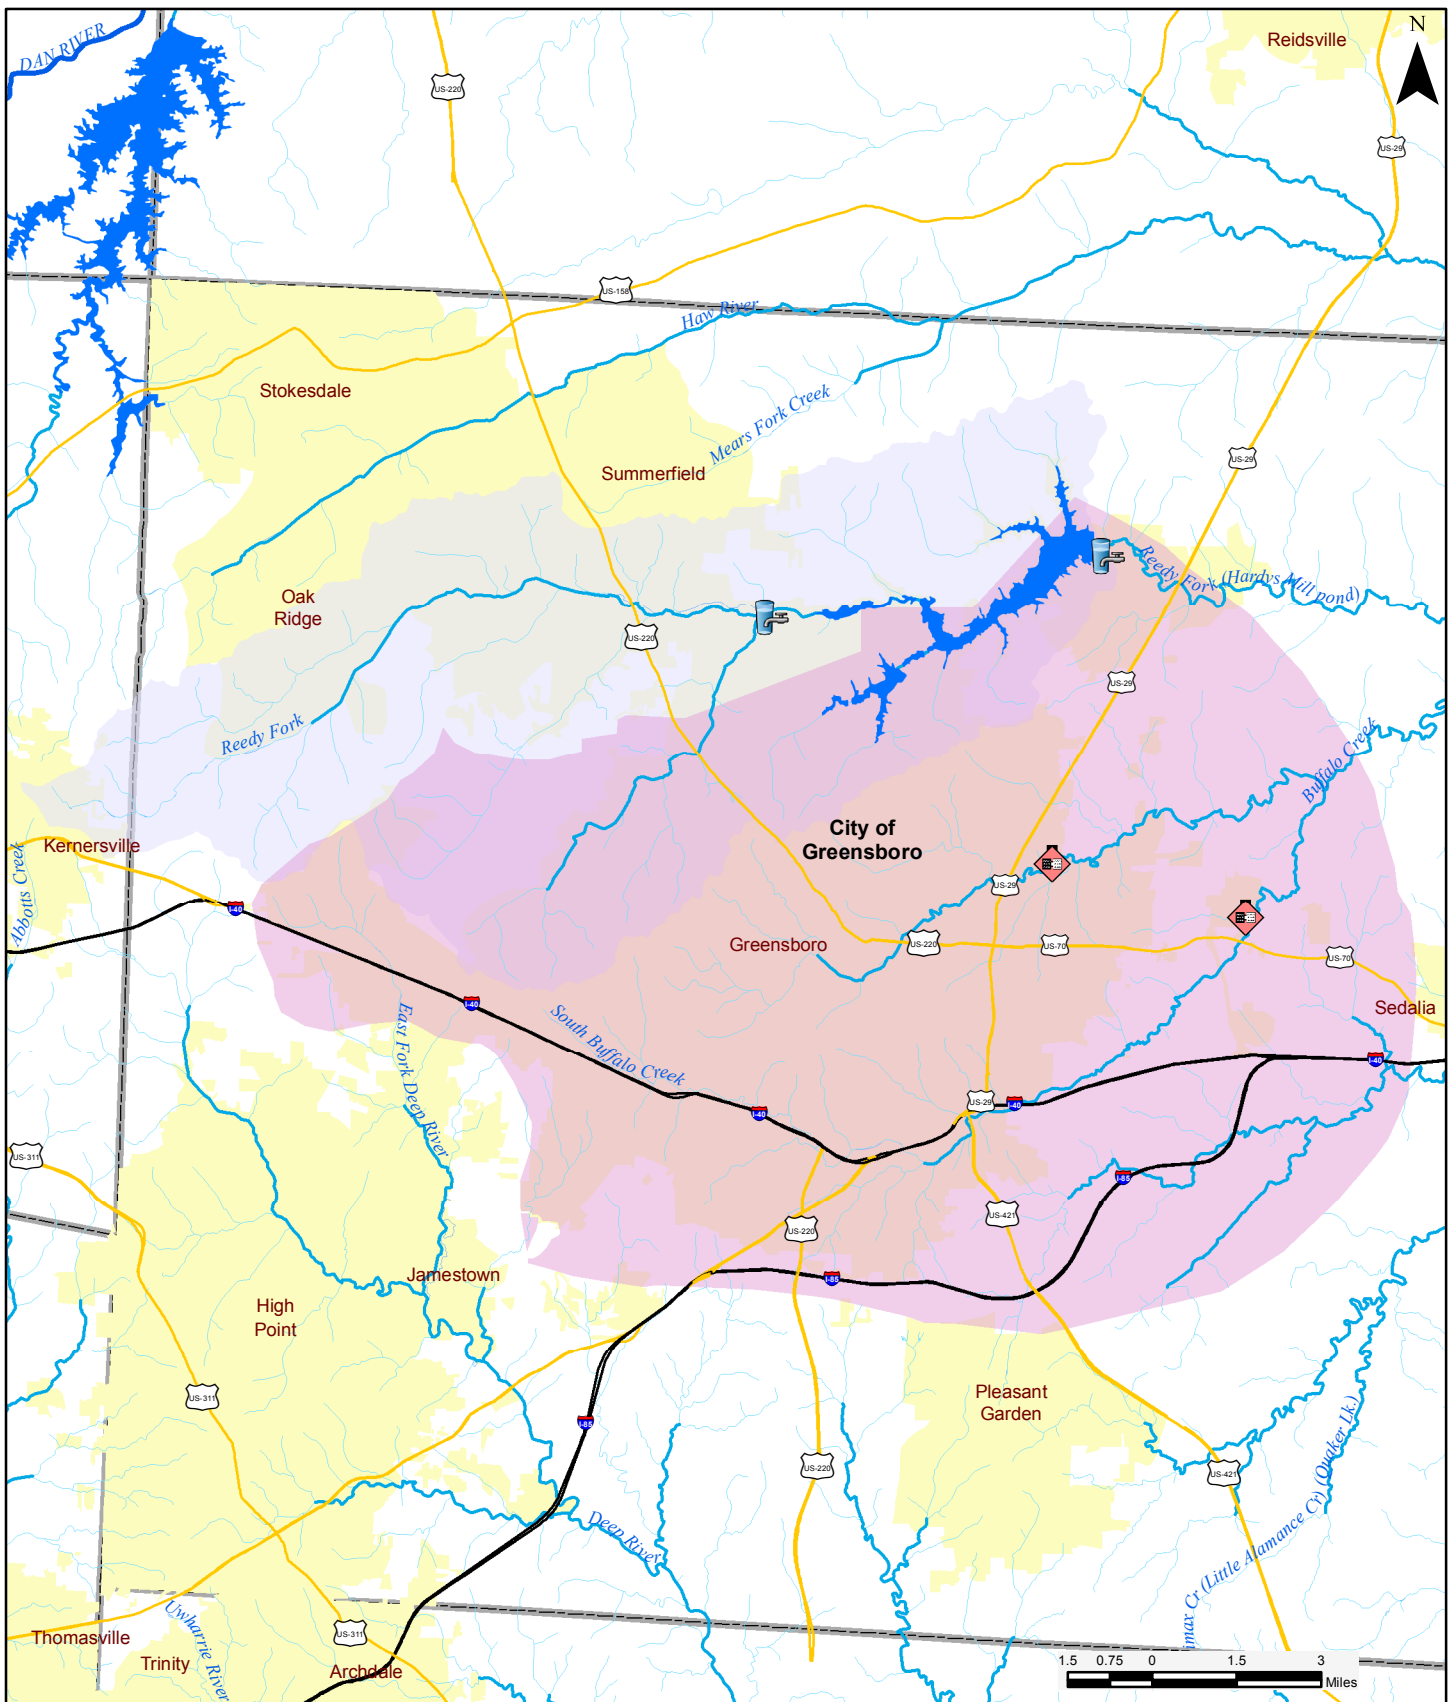 N
Reidsville
DAN RIVER
US-220
US-29
US-158
Haw River
Stokesdale
Mears Fork Creek
Summerfield
US-29
Reedy Fork (Hardys Mill pond)
Oak
Ridge
US-220
US-29
Reedy Fork
Buffalo Creek
City of
Greensboro
Kernersville
Abbotts Creek
I-40
US-29
Greensboro
US-220
US-70
US-70
Sedalia
I-40
East Fork Deep River
South Buffalo Creek
I-40
US-29
I-40
I-40
US-311
I-85
US-421
US-220
Jamestown
I-85
High
Point
US-311
Pleasant
Garden
I-85
US-220
US-421
imax Cr (Little Alamance Cr) (Quaker Lk.)
Deep River
Uwharrie River
Thomasville
US-311
Trinity
Archdale
1.5 0.75 0 1.5 3
Miles